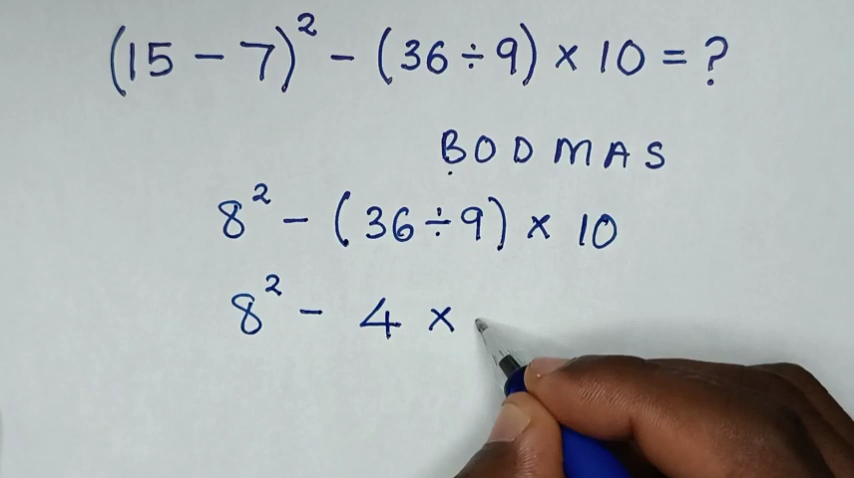 (15 - 7)² - (36 ÷ 9) × 10 = ?
BODMAS
8² - (36 ÷ 9) × 10
8² - 4 ×